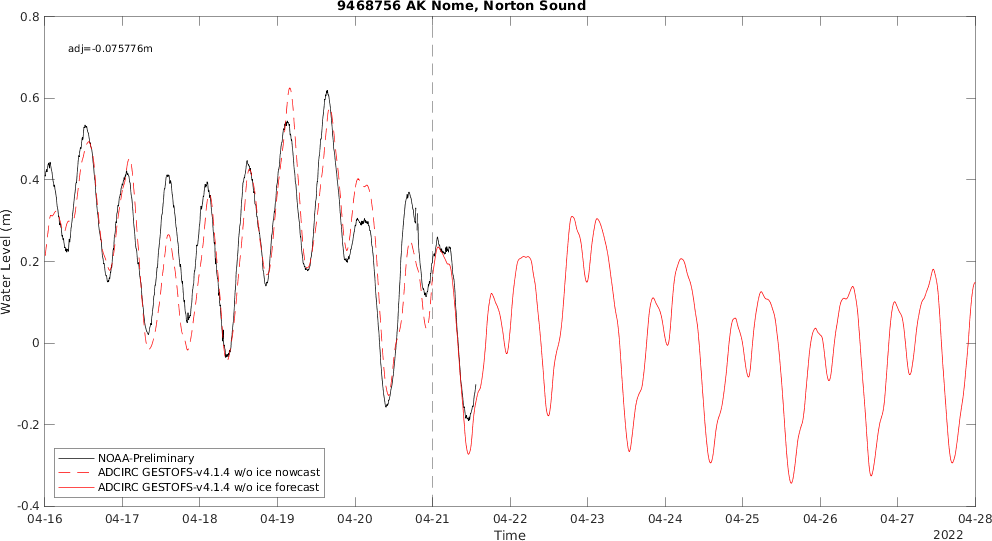 9468756 AK Nome, Norton Sound
adj=-0.075776m
Water Level (m)
0.8
0.6
0.4
0.2
0
-0.2
-0.4
NOAA-Preliminary
ADCIRC GESTOFS-v4.1.4 w/o ice nowcast
ADCIRC GESTOFS-v4.1.4 w/o ice forecast
04-16 04-17 04-18 04-19 04-20 04-21 04-22 04-23 04-24 04-25 04-26 04-27 04-28
Time
2022